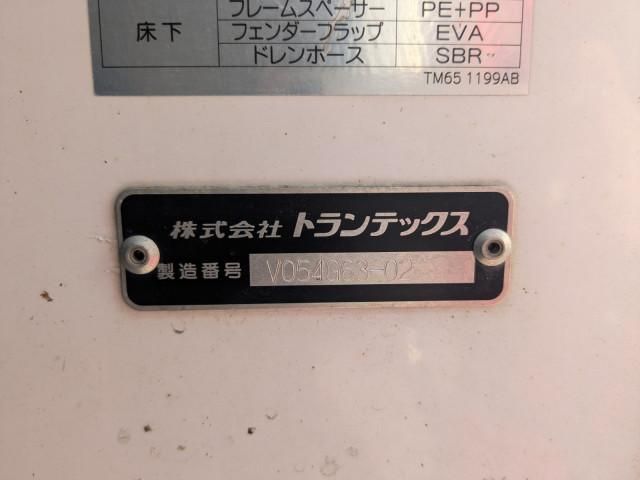 フレームスペーサー PE+PP
床下 フェンダーフラップ EVA
ドレンホース SBR
TM65 1199AB
株式会社 トランテックス
製造番号 V054G63-02